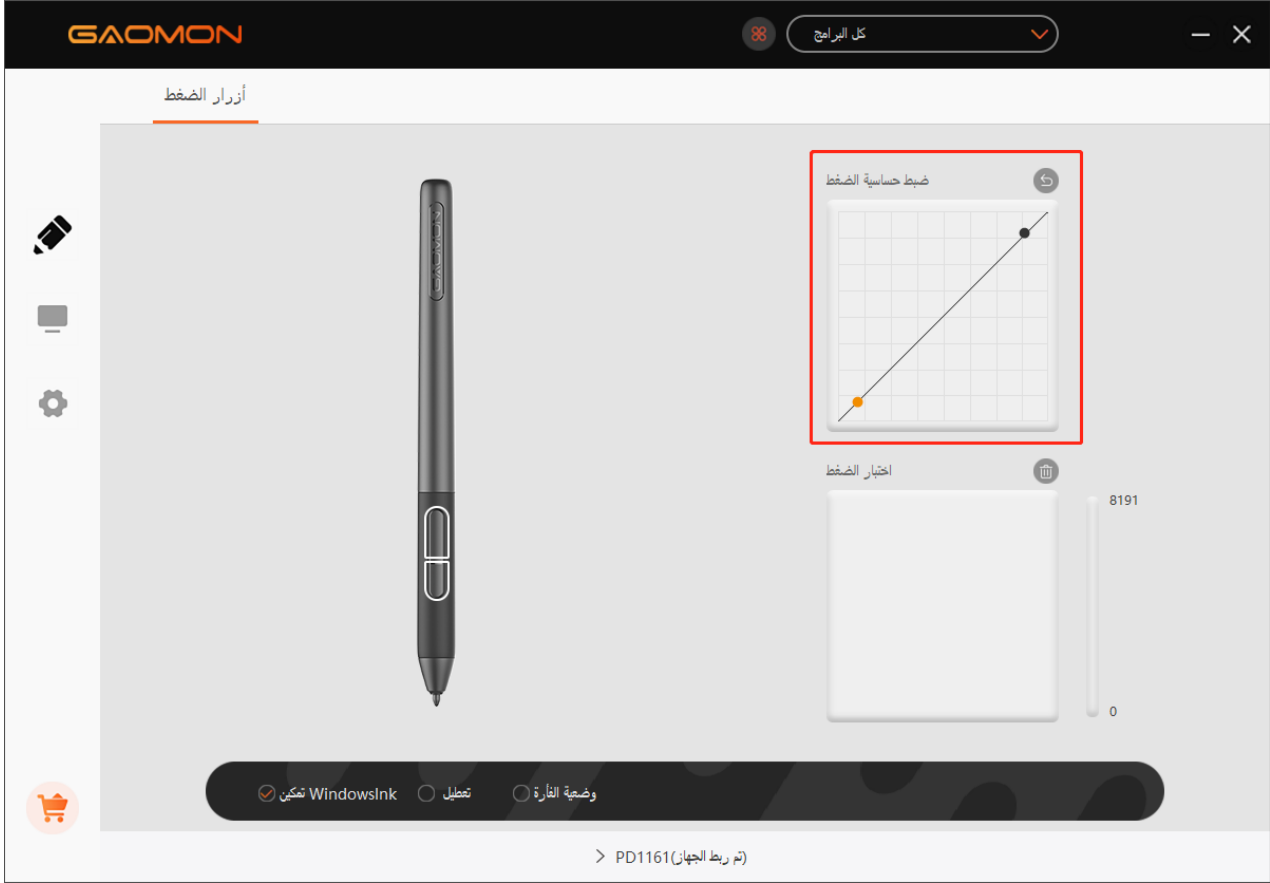 GAOMON
كل البرامج
أزرار الضغط
GAOMON
ضبط حساسية الضغط
اختبار الضغط
8191
0
تمكين WindowsInk
تعطيل
وضعية الفأرة
PD1161(تم ربط الجهاز)